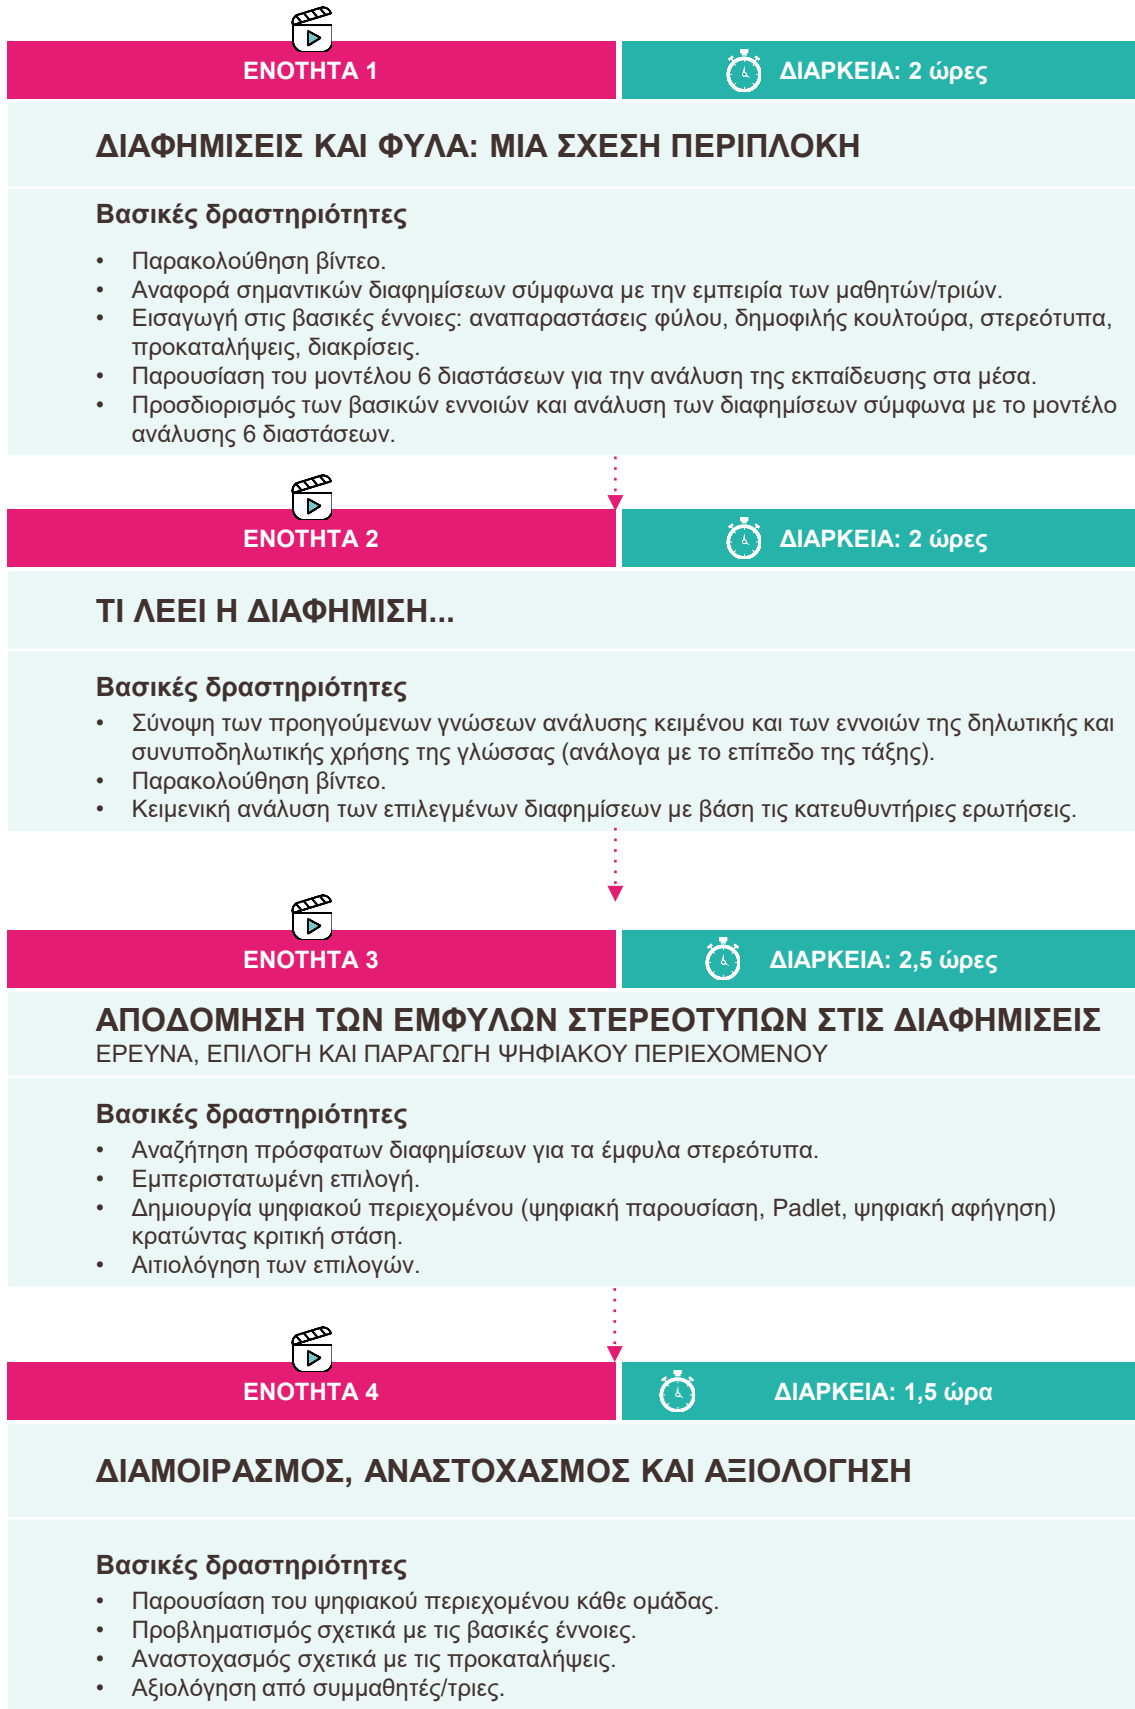 ΕΝΟΤΗΤΑ 1
ΔΙΑΡΚΕΙΑ: 2 ώρες
ΔΙΑΦΗΜΙΣΕΙΣ ΚΑΙ ΦΥΛΑ: ΜΙΑ ΣΧΕΣΗ ΠΕΡΙΠΛΟΚΗ
Βασικές δραστηριότητες
• Παρακολούθηση βίντεο.
• Αναφορά σημαντικών διαφημίσεων σύμφωνα με την εμπειρία των μαθητών/τριών.
• Εισαγωγή στις βασικές έννοιες: αναπαραστάσεις φύλου, δημοφιλής κουλτούρα, στερεότυπα,
προκαταλήψεις, διακρίσεις.
• Παρουσίαση του μοντέλου 6 διαστάσεων για την ανάλυση της εκπαίδευσης στα μέσα.
• Προσδιορισμός των βασικών εννοιών και ανάλυση των διαφημίσεων σύμφωνα με το μοντέλο
ανάλυσης 6 διαστάσεων.
ΕΝΟΤΗΤΑ 2
ΔΙΑΡΚΕΙΑ: 2 ώρες
ΤΙ ΛΕΕΙ Η ΔΙΑΦΗΜΙΣΗ...
Βασικές δραστηριότητες
• Σύνοψη των προηγούμενων γνώσεων ανάλυσης κειμένου και των εννοιών της δηλωτικής και
συνυποδηλωτικής χρήσης της γλώσσας (ανάλογα με το επίπεδο της τάξης).
• Παρακολούθηση βίντεο.
• Κειμενική ανάλυση των επιλεγμένων διαφημίσεων με βάση τις κατευθυντήριες ερωτήσεις.
ΕΝΟΤΗΤΑ 3
ΔΙΑΡΚΕΙΑ: 2,5 ώρες
ΑΠΟΔΟΜΗΣΗ ΤΩΝ ΕΜΦΥΛΩΝ ΣΤΕΡΕΟΤΥΠΩΝ ΣΤΙΣ ΔΙΑΦΗΜΙΣΕΙΣ
ΕΡΕΥΝΑ, ΕΠΙΛΟΓΗ ΚΑΙ ΠΑΡΑΓΩΓΗ ΨΗΦΙΑΚΟΥ ΠΕΡΙΕΧΟΜΕΝΟΥ
Βασικές δραστηριότητες
• Αναζήτηση πρόσφατων διαφημίσεων για τα έμφυλα στερεότυπα.
• Εμπεριστατωμένη επιλογή.
• Δημιουργία ψηφιακού περιεχομένου (ψηφιακή παρουσίαση, Padlet, ψηφιακή αφήγηση)
κρατώντας κριτική στάση.
• Αιτιολόγηση των επιλογών.
ΕΝΟΤΗΤΑ 4
ΔΙΑΡΚΕΙΑ: 1,5 ώρα
ΔΙΑΜΟΙΡΑΣΜΟΣ, ΑΝΑΣΤΟΧΑΣΜΟΣ ΚΑΙ ΑΞΙΟΛΟΓΗΣΗ
Βασικές δραστηριότητες
• Παρουσίαση του ψηφιακού περιεχομένου κάθε ομάδας.
• Προβληματισμός σχετικά με τις βασικές έννοιες.
• Αναστοχασμός σχετικά με τις προκαταλήψεις.
• Αξιολόγηση από συμμαθητές/τριες.